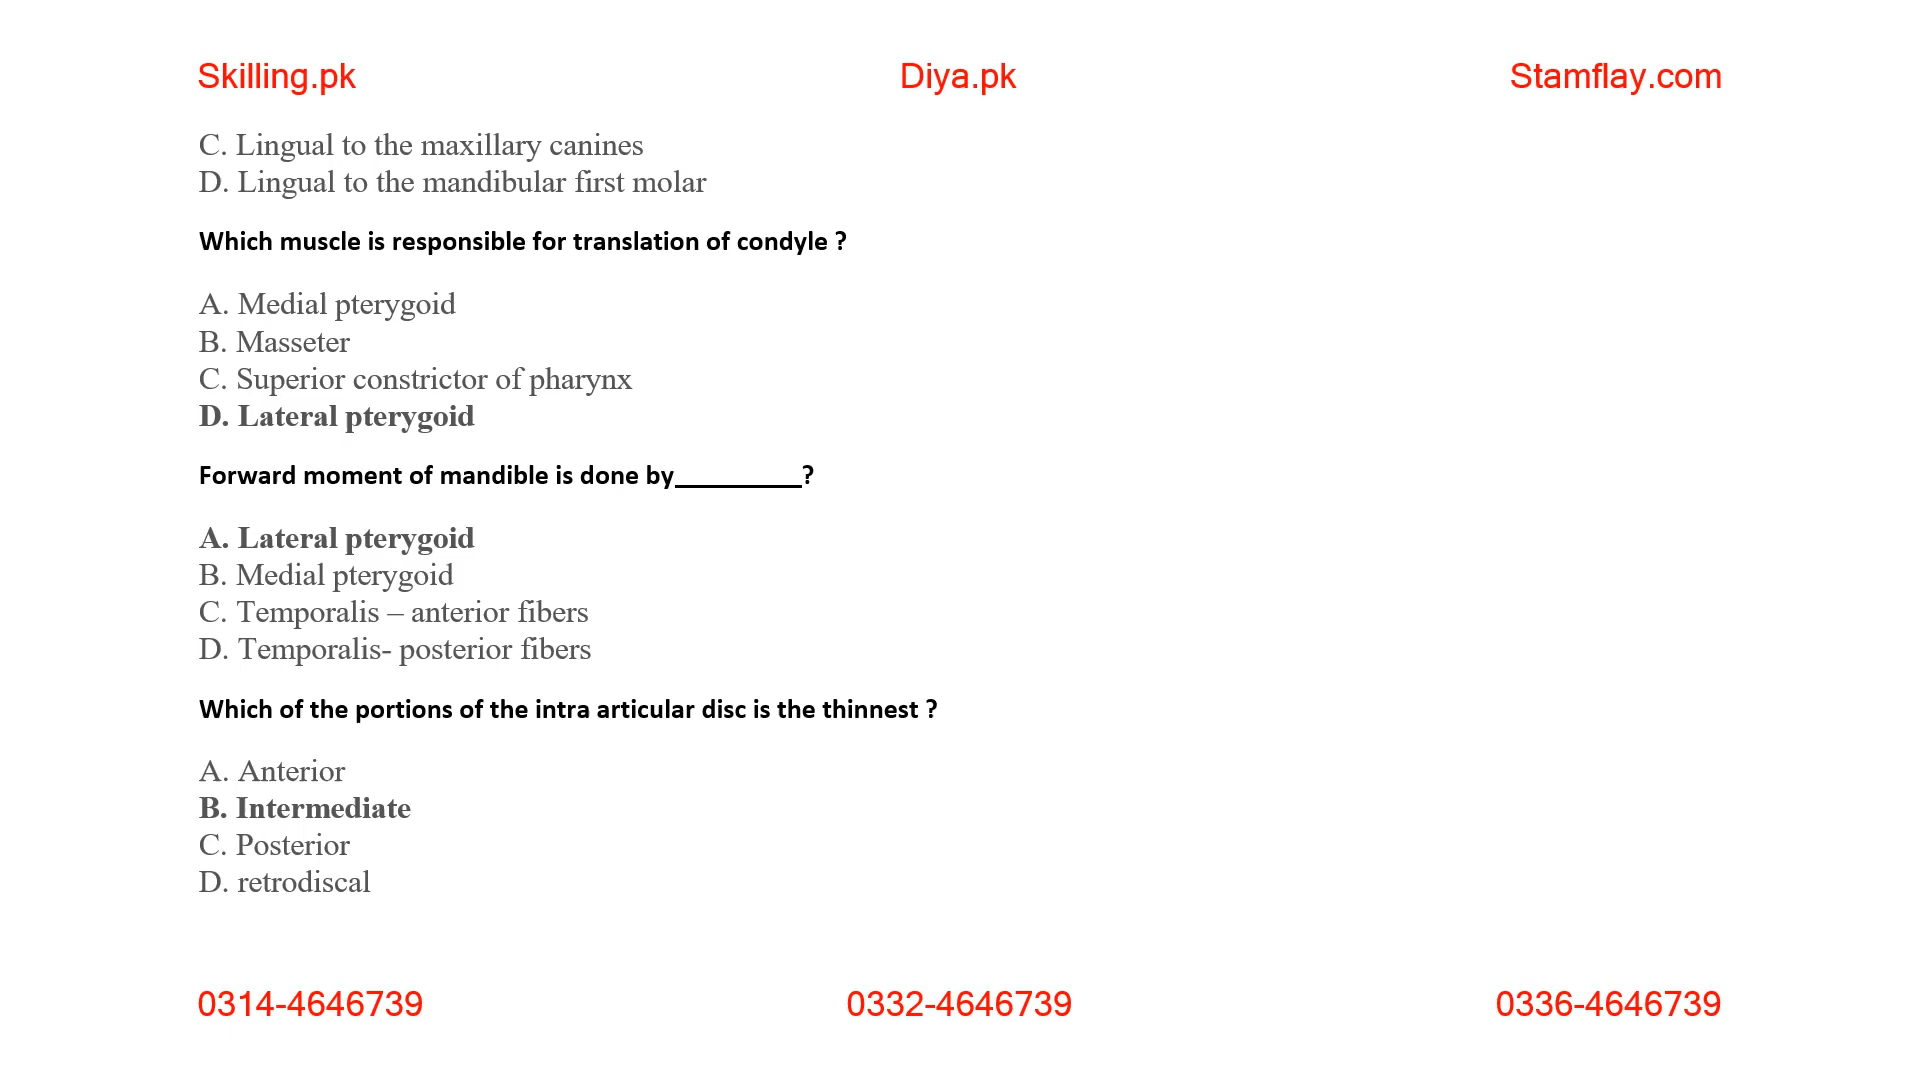 Skilling.pk Diya.pk Stamflay.com
C. Lingual to the maxillary canines
D. Lingual to the mandibular first molar
Which muscle is responsible for translation of condyle ?
A. Medial pterygoid
B. Masseter
C. Superior constrictor of pharynx
D. Lateral pterygoid
Forward moment of mandible is done by_________?
A. Lateral pterygoid
B. Medial pterygoid
C. Temporalis – anterior fibers
D. Temporalis- posterior fibers
Which of the portions of the intra articular disc is the thinnest ?
A. Anterior
B. Intermediate
C. Posterior
D. retrodiscal
0314-4646739 0332-4646739 0336-4646739